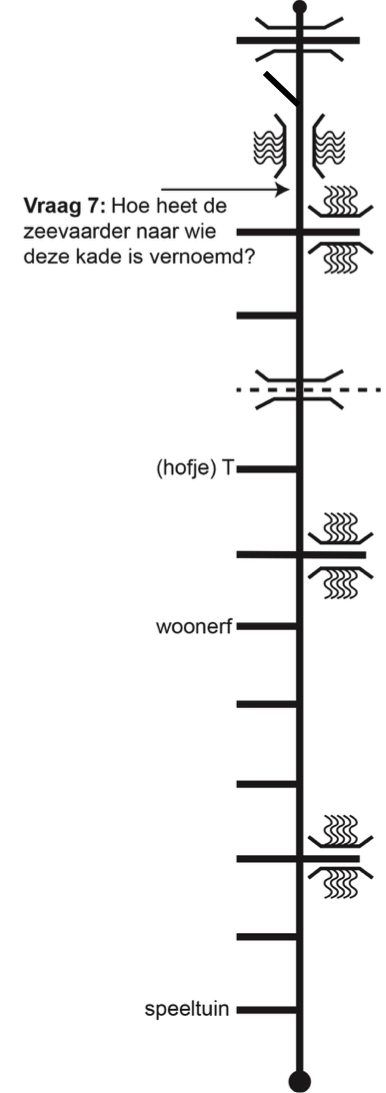 Vraag 7: Hoe heet de
zeevaarder naar wie
deze kade is vernoemd?
(hofje) T
woonerf
speeltuin